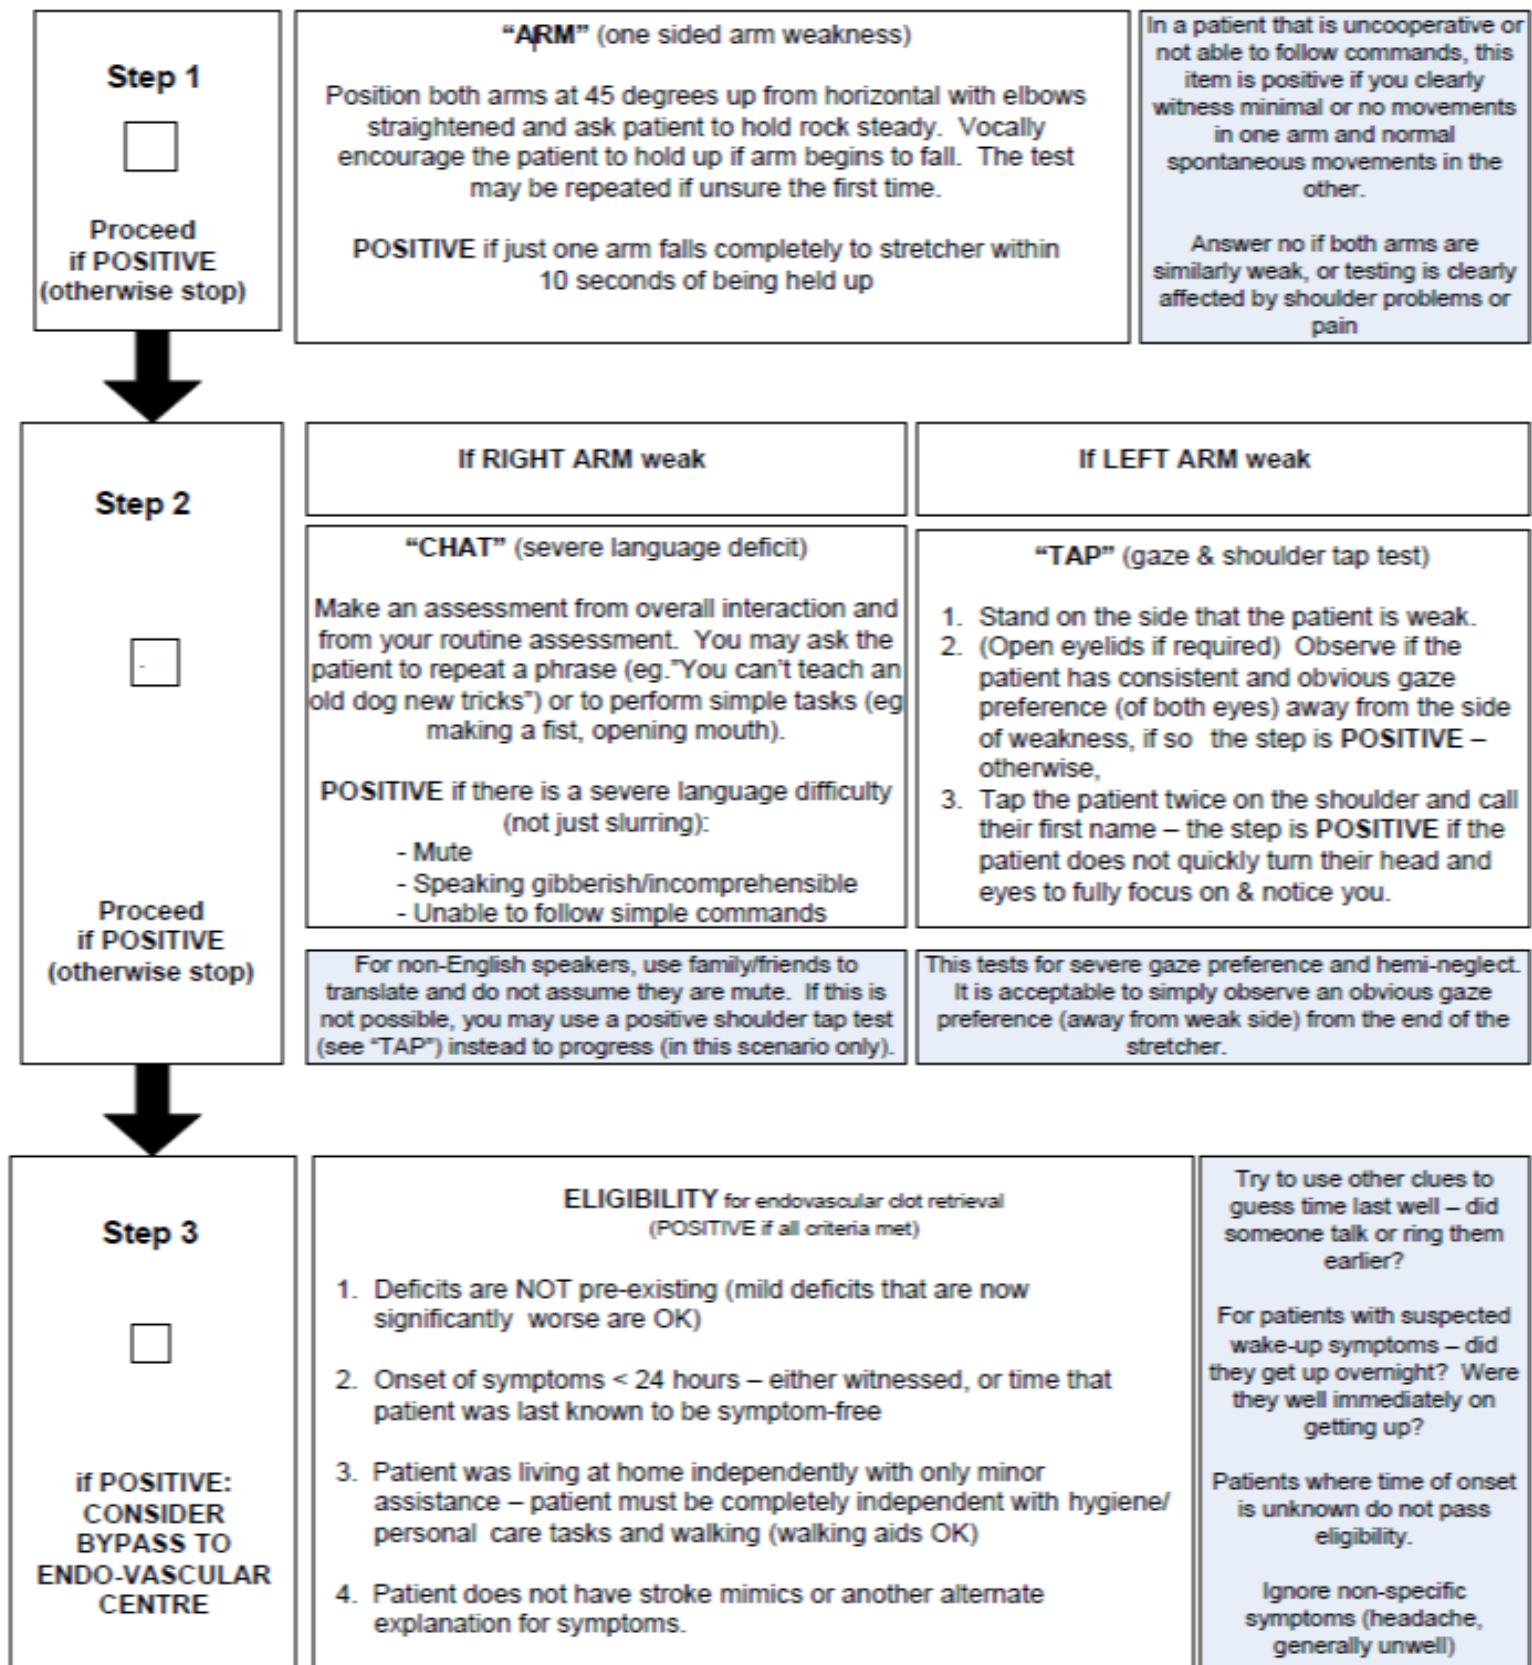 Step 1
Proceed
if POSITIVE
(otherwise stop)
“ARM” (one sided arm weakness)
Position both arms at 45 degrees up from horizontal with elbows
straightened and ask patient to hold rock steady.  Vocally
encourage the patient to hold up if arm begins to fall.  The test
may be repeated if unsure the first time.
POSITIVE if just one arm falls completely to stretcher within
10 seconds of being held up
In a patient that is uncooperative or
not able to follow commands, this
item is positive if you clearly
witness minimal or no movements
in one arm and normal
spontaneous movements in the
other.
Answer no if both arms are
similarly weak, or testing is clearly
affected by shoulder problems or
pain
Step 2
-
Proceed
if POSITIVE
(otherwise stop)
If RIGHT ARM weak
“CHAT” (severe language deficit)
Make an assessment from overall interaction and
from your routine assessment.  You may ask the
patient to repeat a phrase (eg.”You can't teach an
old dog new tricks”) or to perform simple tasks (eg
making a fist, opening mouth).
POSITIVE if there is a severe language difficulty
(not just slurring):
- Mute
- Speaking gibberish/incomprehensible
- Unable to follow simple commands
For non-English speakers, use family/friends to
translate and do not assume they are mute.  If this is
not possible, you may use a positive shoulder tap test
(see “TAP”) instead to progress (in this scenario only).
If LEFT ARM weak
“TAP” (gaze & shoulder tap test)
1. Stand on the side that the patient is weak.
2. (Open eyelids if required)  Observe if the
patient has consistent and obvious gaze
preference (of both eyes) away from the side
of weakness, if so  the step is POSITIVE –
otherwise,
3. Tap the patient twice on the shoulder and call
their first name – the step is POSITIVE if the
patient does not quickly turn their head and
eyes to fully focus on & notice you.
This tests for severe gaze preference and hemi-neglect.
It is acceptable to simply observe an obvious gaze
preference (away from weak side) from the end of the
stretcher.
Step 3
if POSITIVE:
CONSIDER
BYPASS TO
ENDO-VASCULAR
CENTRE
ELIGIBILITY for endovascular clot retrieval
(POSITIVE if all criteria met)
1. Deficits are NOT pre-existing (mild deficits that are now
significantly  worse are OK)
2. Onset of symptoms < 24 hours – either witnessed, or time that
patient was last known to be symptom-free
3. Patient was living at home independently with only minor
assistance – patient must be completely independent with hygiene/
personal  care tasks and walking (walking aids OK)
4. Patient does not have stroke mimics or another alternate
explanation for symptoms.
Try to use other clues to
guess time last well – did
someone talk or ring them
earlier?
For patients with suspected
wake-up symptoms – did
they get up overnight?  Were
they well immediately on
getting up?
Patients where time of onset
is unknown do not pass
eligibility.
Ignore non-specific
symptoms (headache,
generally unwell)